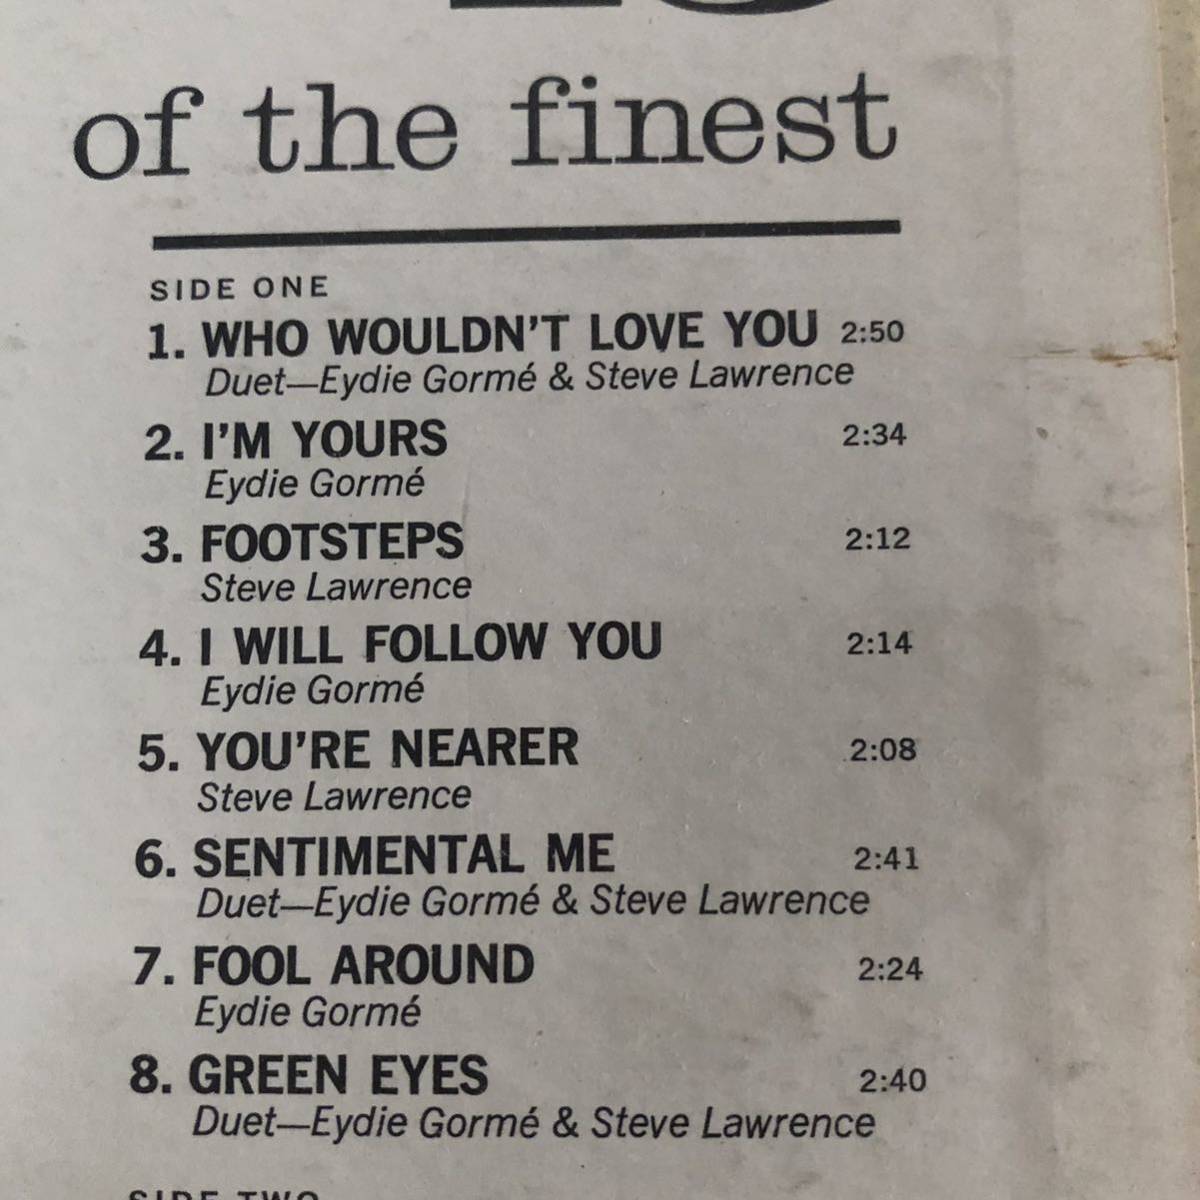 of the finest
SIDE ONE
1. WHO WOULDN'T LOVE YOU 2:50
Duet—Eydie Gormé & Steve Lawrence
2. I'M YOURS 2:34
Eydie Gormé
3. FOOTSTEPS 2:12
Steve Lawrence
4. I WILL FOLLOW YOU 2:14
Eydie Gormé
5. YOU'RE NEARER 2:08
Steve Lawrence
6. SENTIMENTAL ME 2:41
Duet—Eydie Gormé & Steve Lawrence
7. FOOL AROUND 2:24
Eydie Gormé
8. GREEN EYES 2:40
Duet—Eydie Gormé & Steve Lawrence
SIDE TWO